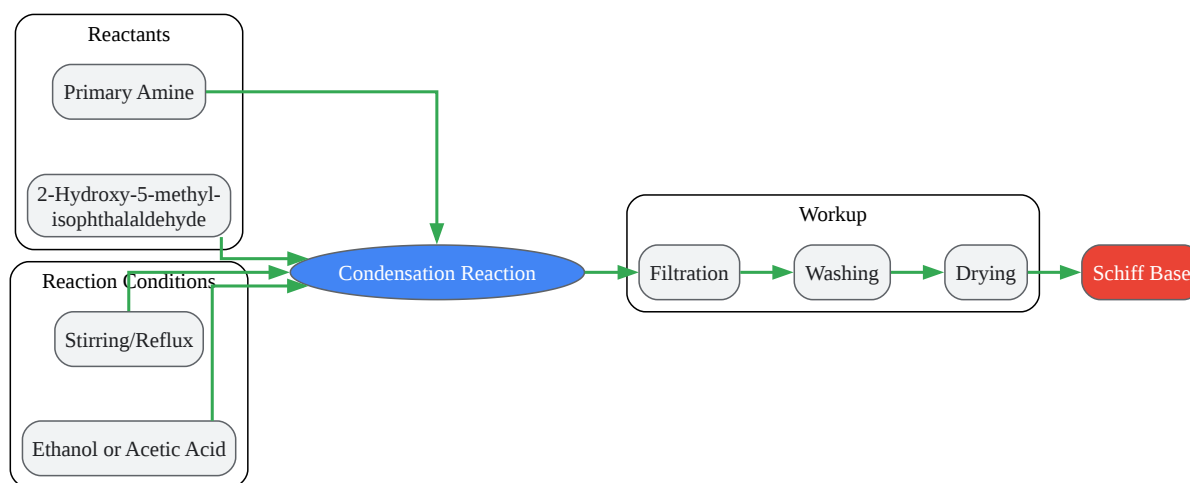 Reactants
Primary Amine
2-Hydroxy-5-methyl-
isophthalaldehyde
Reaction Conditions
Stirring/Reflux
Ethanol or Acetic Acid
Condensation Reaction
Workup
Filtration
Washing
Drying
Schiff Base